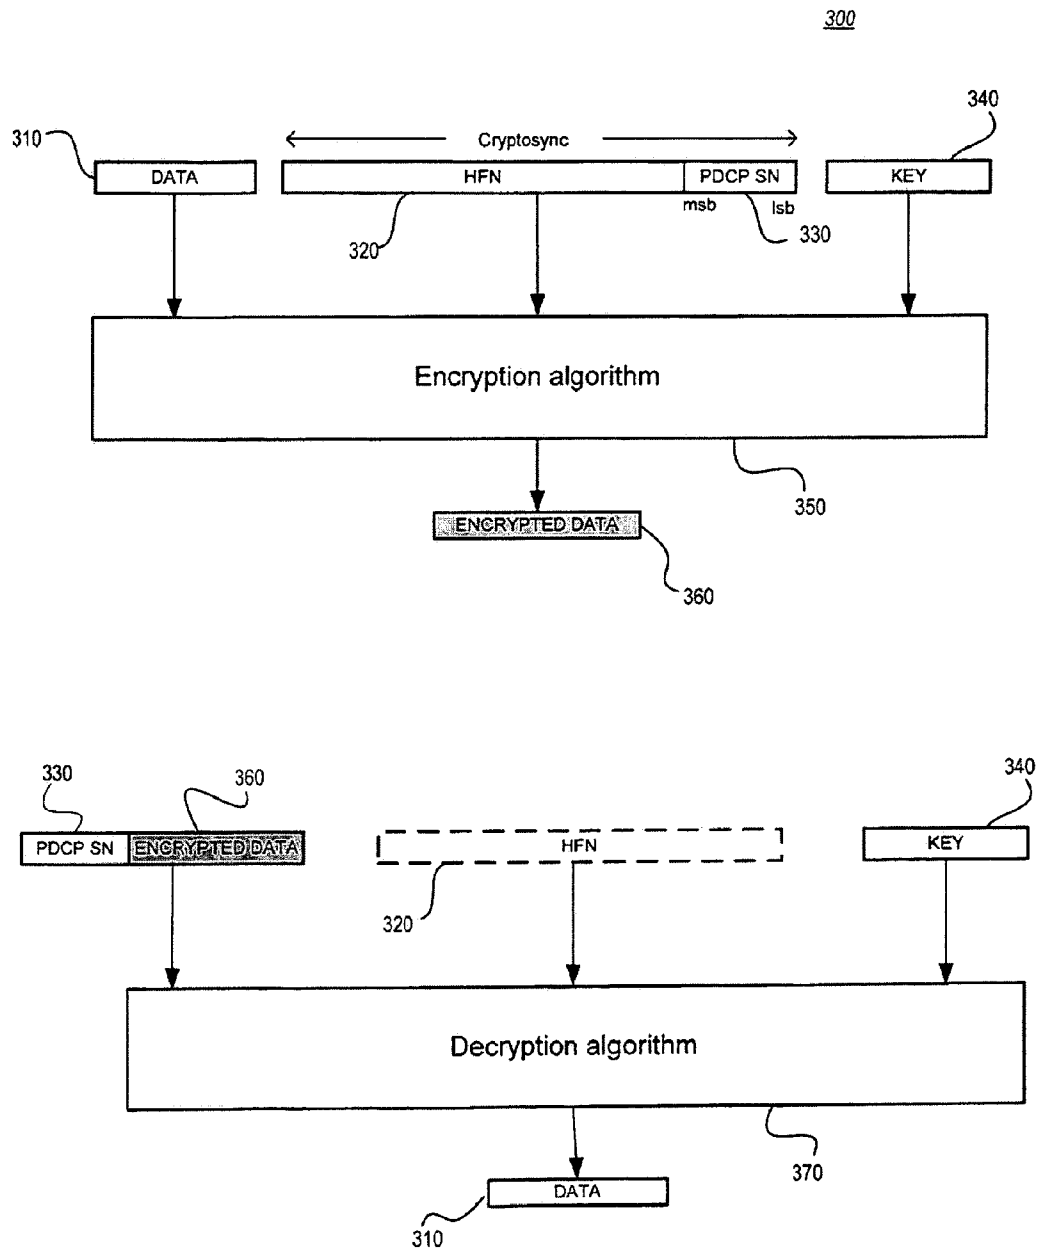 300
340
310
Cryptosync
DATA
HFN
PDCP SN
KEY
msb
lsb
320
330
Encryption algorithm
350
ENCRYPTED DATA
360
330
360
340
PDCP SN
ENCRYPTED DATA
HFN
KEY
320
Decryption algorithm
370
DATA
310